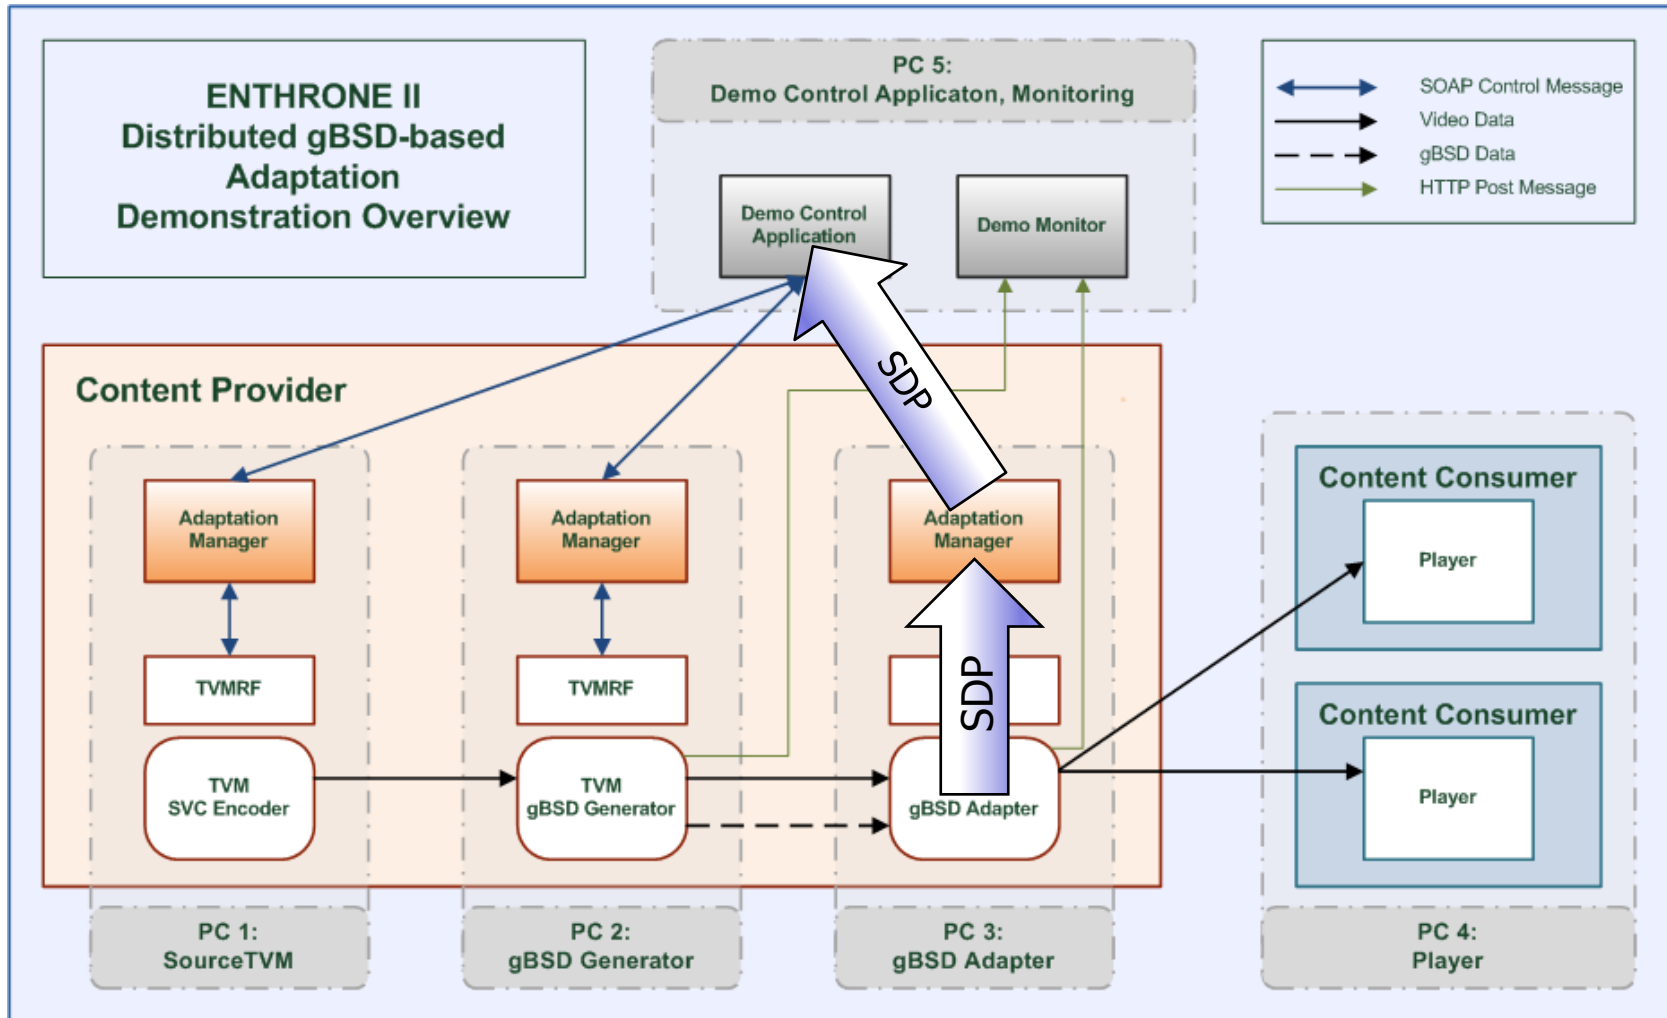 ENTHRONE II
Distributed gBSD-based
Adaptation
Demonstration Overview
PC 5:
Demo Control Applicaton, Monitoring
SOAP Control Message
Video Data
gBSD Data
HTTP Post Message
Demo Control
Application
Demo Monitor
SDP
Content Provider
Adaptation
Manager
Adaptation
Manager
Adaptation
Manager
TVMRF
TVMRF
SDP
TVM
SVC Encoder
TVM
gBSD Generator
gBSD Adapter
Content Consumer
Player
Content Consumer
Player
PC 1:
SourceTVM
PC 2:
gBSD Generator
PC 3:
gBSD Adapter
PC 4:
Player